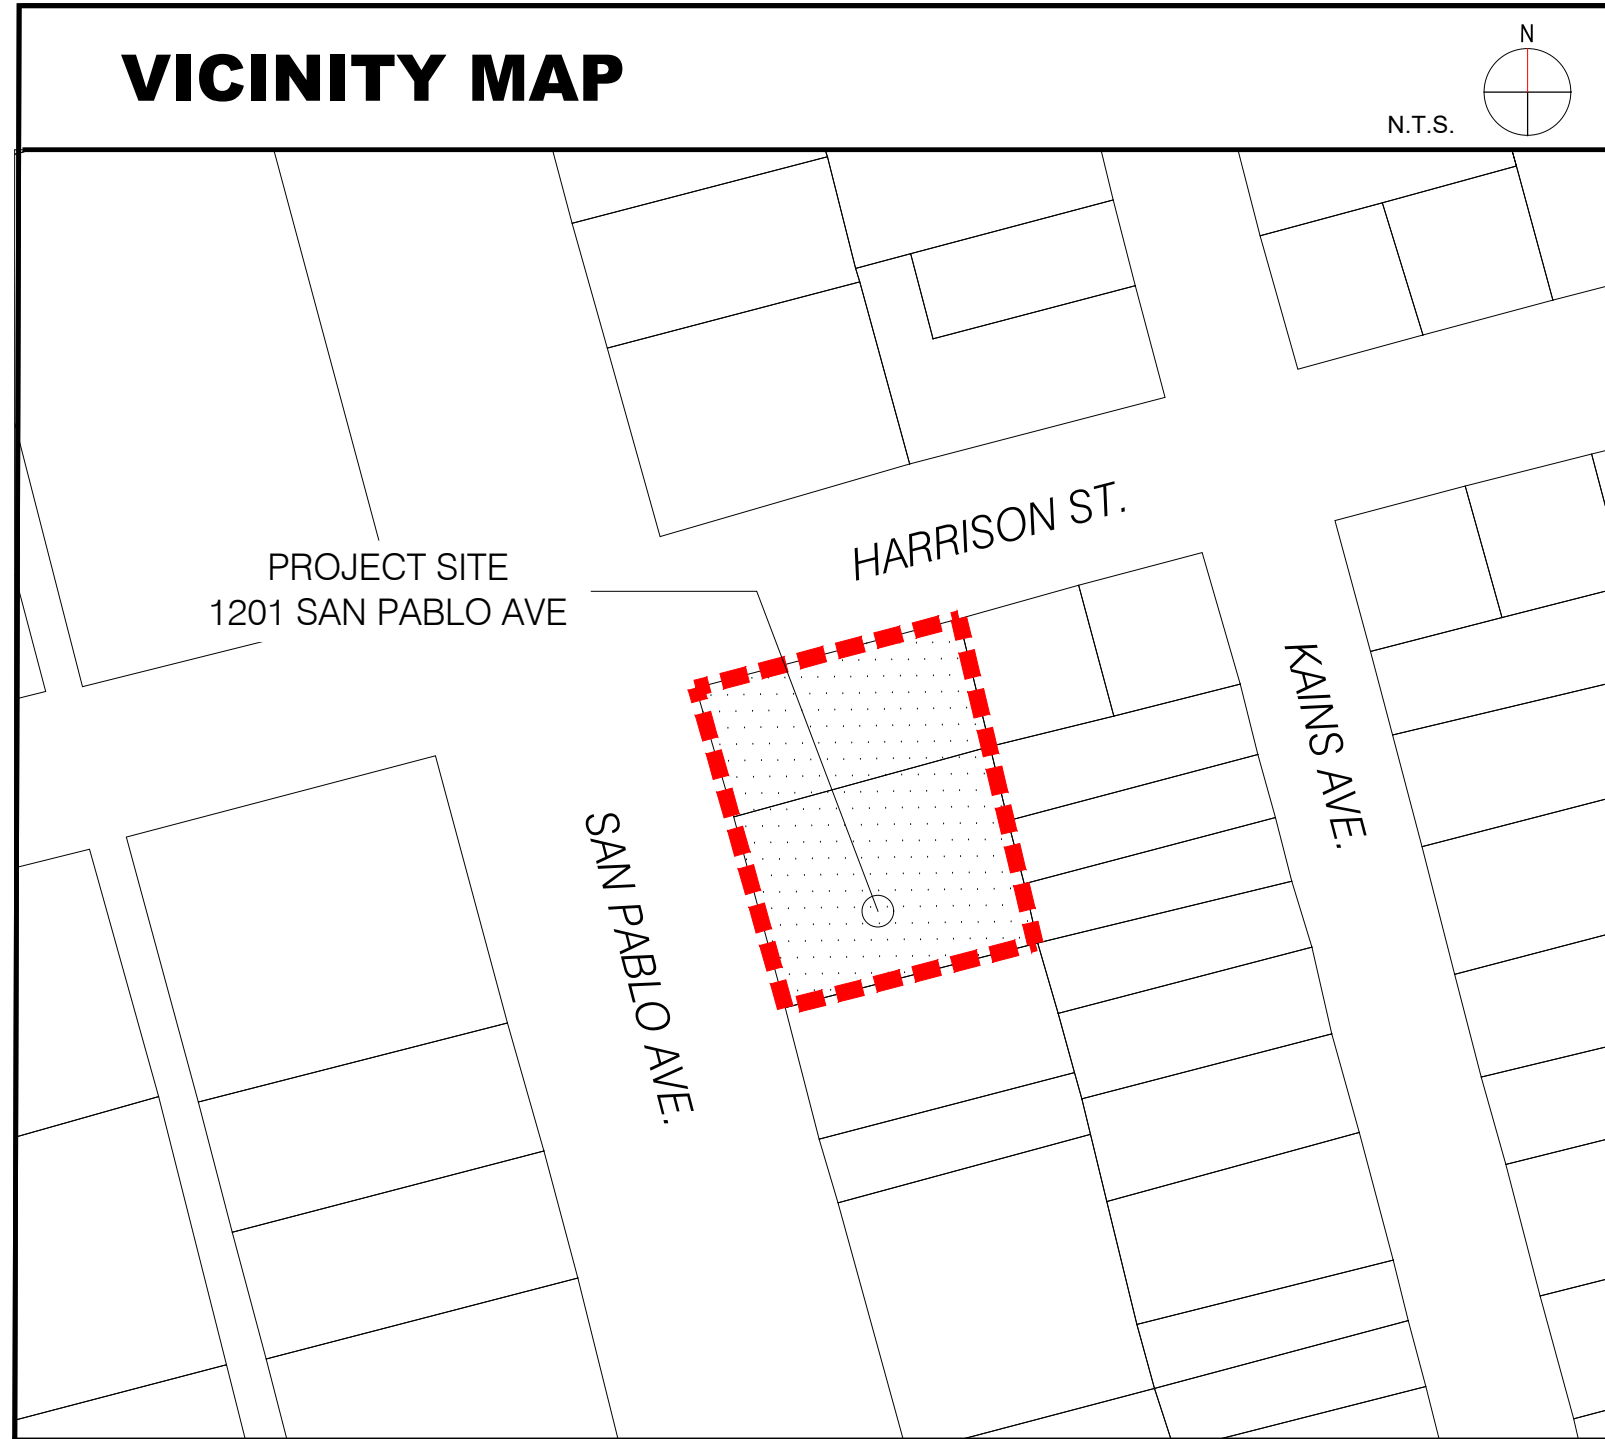 VICINITY MAP
N
N.T.S.
HARRISON ST.
PROJECT SITE
1201 SAN PABLO AVE
KAINS AVE.
SAN PABLO AVE.